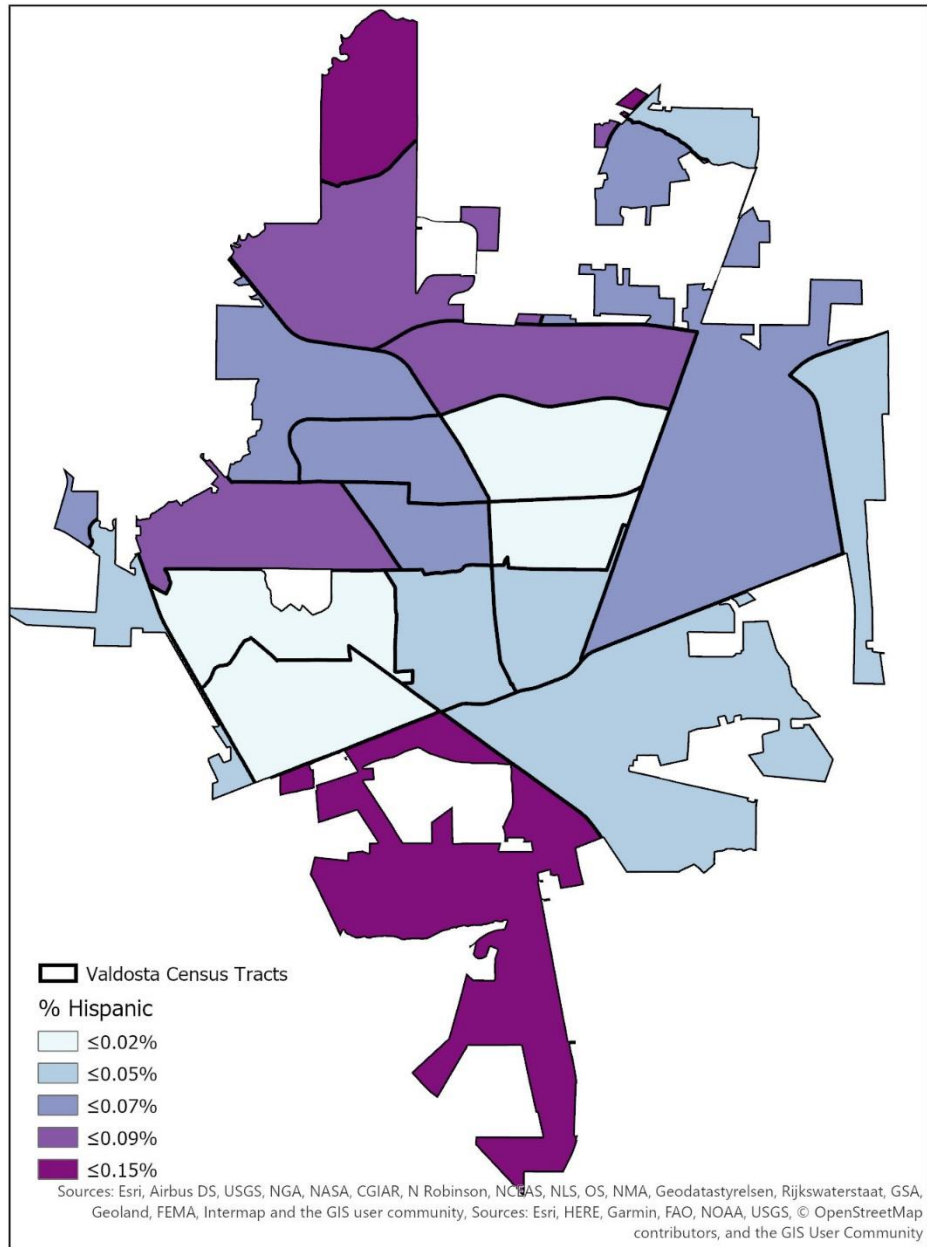 Valdosta Census Tracts
% Hispanic
≤0.02%
≤0.05%
≤0.07%
≤0.09%
≤0.15%
Sources: Esri, Airbus DS, USGS, NGA, NASA, CGIAR, N Robinson, NCEAS, NLS, OS, NMA, Geodatastyrelsen, Rijkswaterstaat, GSA,
Geoland, FEMA, Intermap and the GIS user community, Sources: Esri, HERE, Garmin, FAO, NOAA, USGS, © OpenStreetMap
contributors, and the GIS User Community